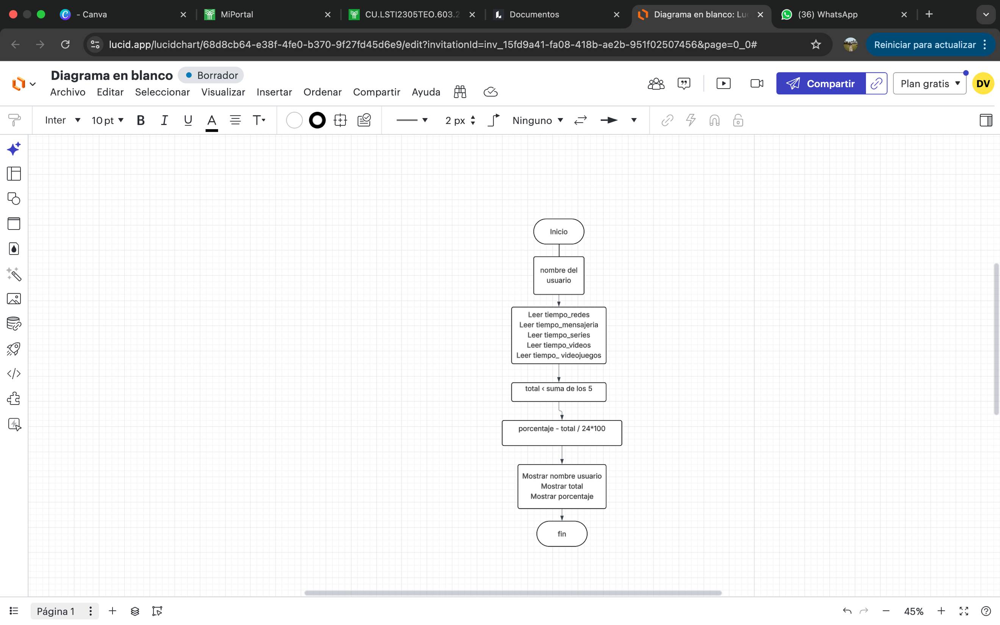 - Canva
MiPortal
CU.LSTI2305TEO.603.2
Documentos
Diagrama en blanco: Lu
(36) WhatsApp
lucid.app/lucidchart/68d8cb64-e38f-4fe0-b370-9f27fd45d6e9/edit?invitationId=inv_15fd9a41-fa08-418b-ae2b-951f02507456&page=0_0#
Reiniciar para actualizar
Diagrama en blanco
Borrador
Archivo Editar Seleccionar Visualizar Insertar Ordenar Compartir Ayuda
Compartir
Plan gratis
DV
Inter 10 pt B I U A T 2 px Ninguno
Inicio
nombre del
usuario
Leer tiempo_redes
Leer tiempo_mensajeria
Leer tiempo_series
Leer tiempo_videos
Leer tiempo_ videojuegos
total < suma de los 5
porcentaje - total / 24*100
Mostrar nombre usuario
Mostrar total
Mostrar porcentaje
fin
Página 1
45%